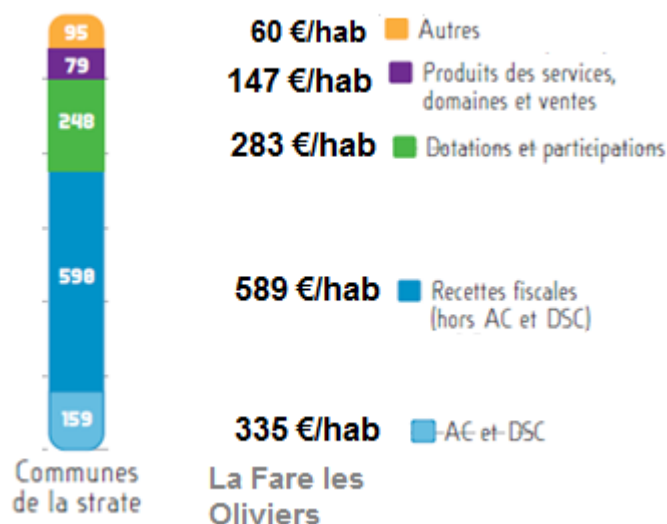 95 60 €/hab Autres
79 147 €/hab Produits des services,
domaines et ventes
248 283 €/hab Dotations et participations
598 589 €/hab Recettes fiscales
(hors AC et DSC)
159 335 €/hab AC et DSC
Communes
de la strate
La Fare les
Oliviers